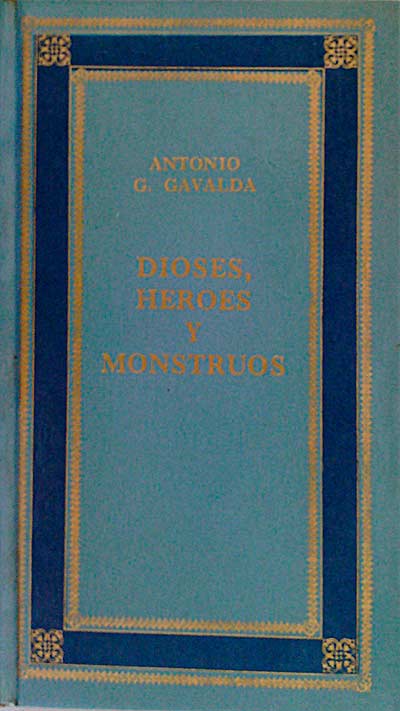 ANTONIO
G. GAVALDA
DIOSES,
HEROES
Y
MONSTRUOS